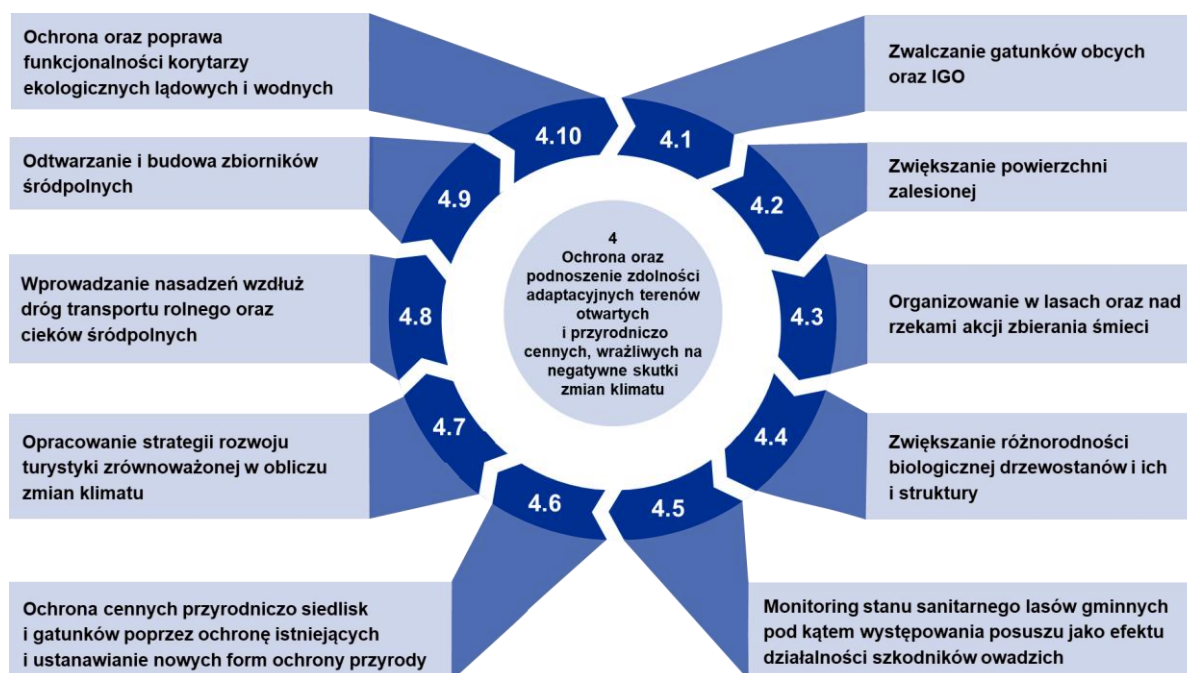 4
Ochrona oraz
podnoszenie zdolności
adaptacyjnych terenów
otwartych
i przyrodniczo
cennych, wrażliwych na
negatywne skutki
zmian klimatu
4.1
Zwalczanie gatunków obcych
oraz IGO
4.2
Zwiększanie powierzchni
zalesionej
4.3
Organizowanie w lasach oraz nad
rzekami akcji zbierania śmieci
4.4
Zwiększanie różnorodności
biologicznej drzewostanów i ich
i struktury
4.5
Monitoring stanu sanitarnego lasów gminnych
pod kątem występowania posuszu jako efektu
działalności szkodników owadzich
4.6
Ochrona cennych przyrodniczo siedlisk
i gatunków poprzez ochronę istniejących
i ustanawianie nowych form ochrony przyrody
4.7
Opracowanie strategii rozwoju
turystyki zrównoważonej w obliczu
zmian klimatu
4.8
Wprowadzanie nasadzeń wzdłuż
dróg transportu rolnego oraz
cieków śródpolnych
4.9
Odtwarzanie i budowa zbiorników
śródpolnych
4.10
Ochrona oraz poprawa
funkcjonalności korytarzy
ekologicznych lądowych i wodnych